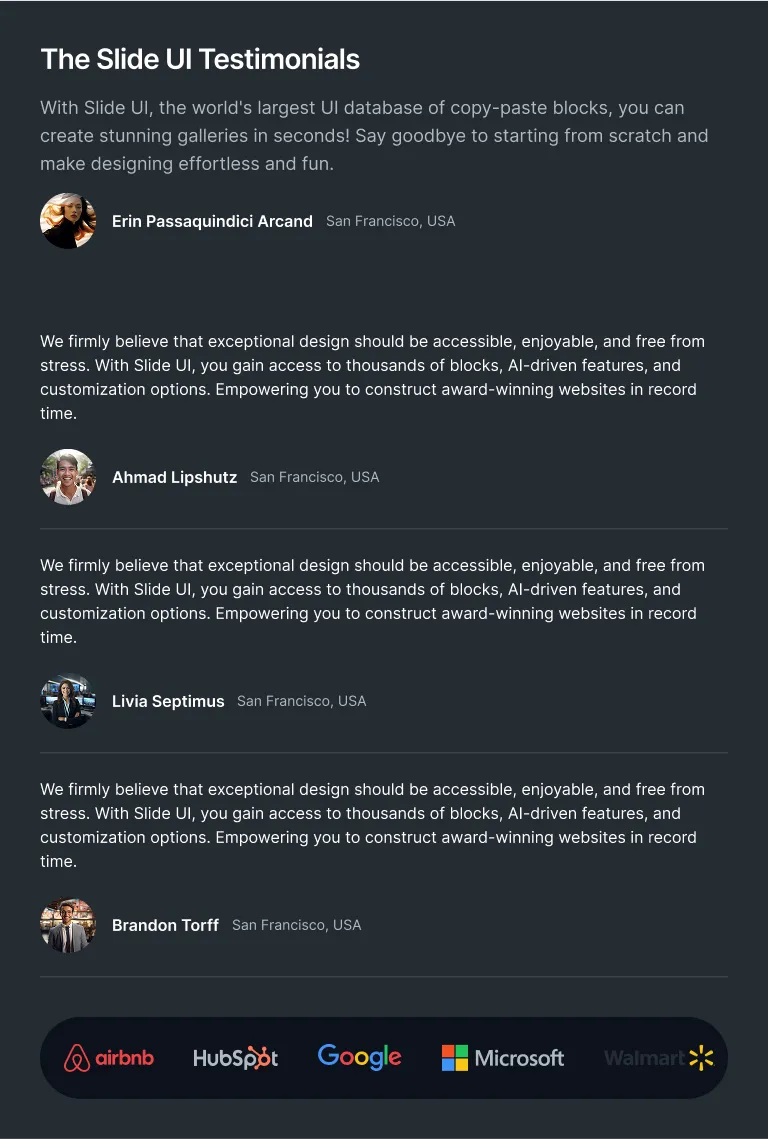 The Slide UI Testimonials
With Slide UI, the world's largest UI database of copy-paste blocks, you can
create stunning galleries in seconds! Say goodbye to starting from scratch and
make designing effortless and fun.
Erin Passaquindici Arcand San Francisco, USA
We firmly believe that exceptional design should be accessible, enjoyable, and free from
stress. With Slide UI, you gain access to thousands of blocks, AI-driven features, and
customization options. Empowering you to construct award-winning websites in record
time.
Ahmad Lipshutz San Francisco, USA
We firmly believe that exceptional design should be accessible, enjoyable, and free from
stress. With Slide UI, you gain access to thousands of blocks, AI-driven features, and
customization options. Empowering you to construct award-winning websites in record
time.
Livia Septimus San Francisco, USA
We firmly believe that exceptional design should be accessible, enjoyable, and free from
stress. With Slide UI, you gain access to thousands of blocks, AI-driven features, and
customization options. Empowering you to construct award-winning websites in record
time.
Brandon Torff San Francisco, USA
airbnb HubSpot Google Microsoft Walmart